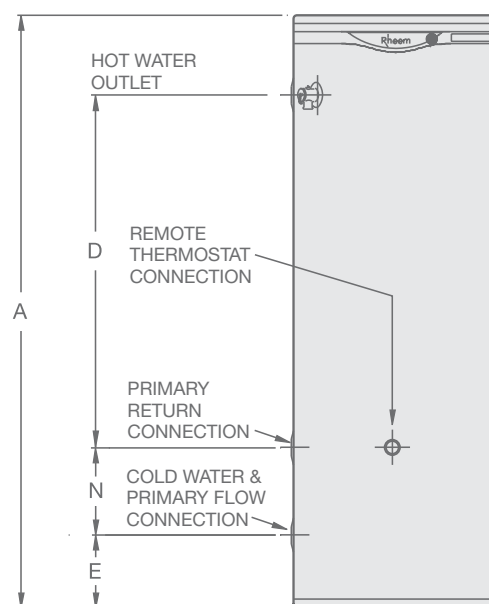 Rheem
HOT WATER
OUTLET
D
REMOTE
THERMOSTAT
CONNECTION
A
PRIMARY
RETURN
CONNECTION
N
COLD WATER &
PRIMARY FLOW
CONNECTION
E